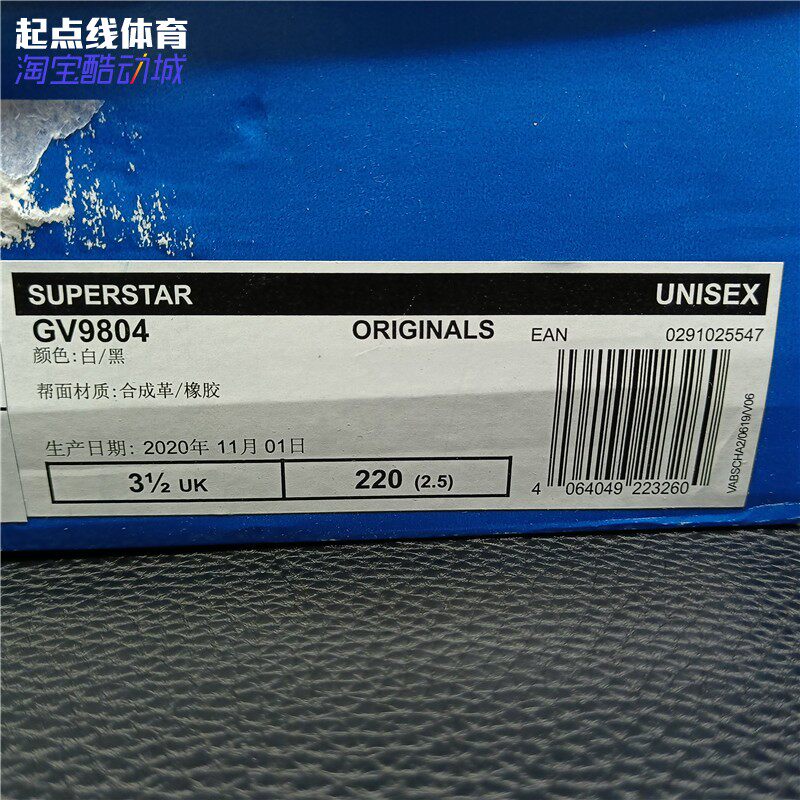 起点线体育
淘宝酷动城
SUPERSTAR UNISEX
GV9804 ORIGINALS EAN 0291025547
颜色:白/黑
帮面材质:合成革/橡胶
生产日期: 2020年 11月 01日
3½ UK 220 (2.5)
4 064049 223260
VABSCHA2/0619/V06